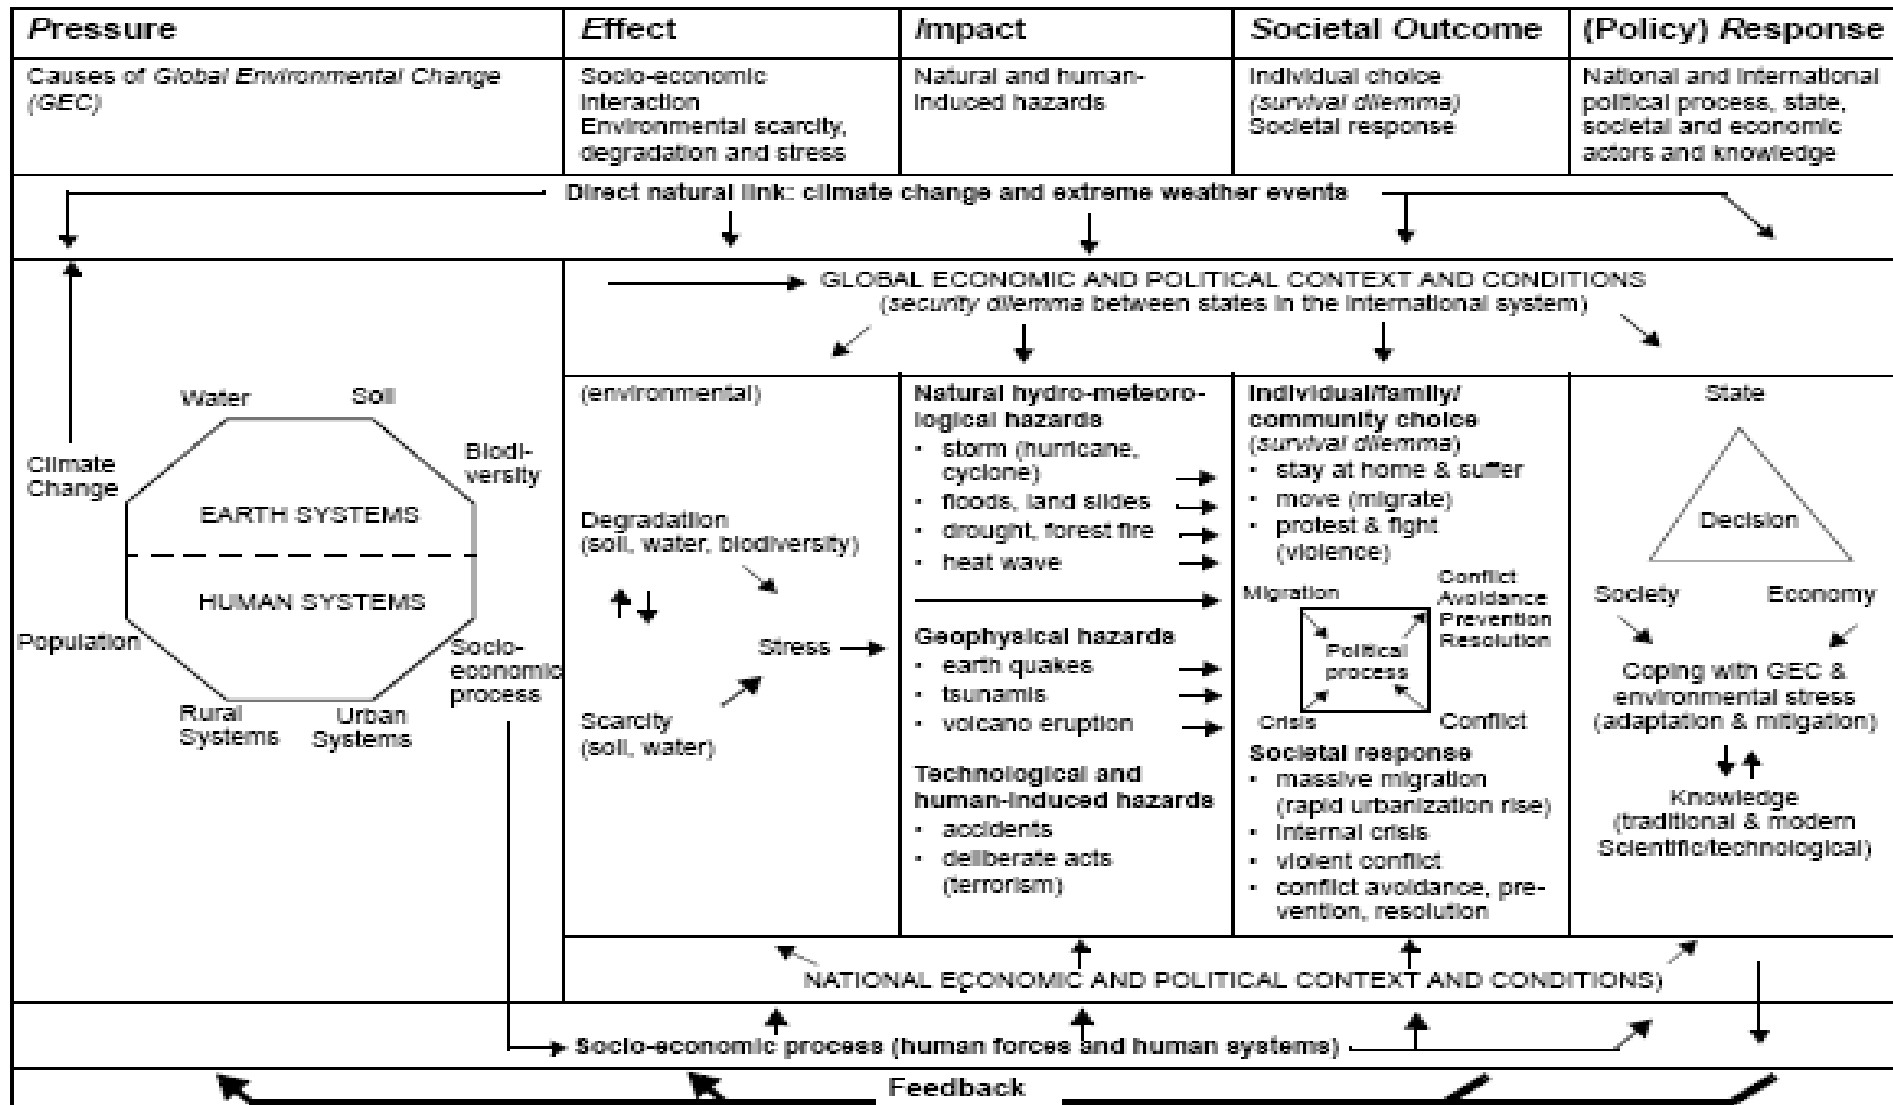 Pressure
Effect
Impact
Societal Outcome
(Policy) Response
Causes of Global Environmental Change
(GEC)
Socio-economic
interaction
Environmental scarcity,
degradation and stress
Natural and human-
induced hazards
Individual choice
(survival dilemma)
Societal response
National and international
political process, state,
societal and economic
actors and knowledge
Direct natural link: climate change and extreme weather events
GLOBAL ECONOMIC AND POLITICAL CONTEXT AND CONDITIONS
(security dilemma between states in the international system)
Water
Soil
Climate
Change
Biodi-
versity
EARTH SYSTEMS
HUMAN SYSTEMS
Population
Socio-
economic
process
Rural
Systems
Urban
Systems
(environmental)
Degradatiion
(soil, water, biodiversity)
Stress
Scarcity
(soil, water)
Natural hydro-meteoro-
logical hazards
• storm (hurricane,
cyclone)
• floods, land slides
• drought, forest fire
• heat wave
Geophysical hazards
• earth quakes
• tsunamis
• volcano eruption
Technological and
human-induced hazards
• accidents
• deliberate acts
(terrorism)
Individual/family/
community choice
(survival dilemma)
• stay at home & suffer
• move (migrate)
• protest & fight
(violence)
Migration
Conflict
Avoidance
Prevention
Resolution
Political
process
Crisis
Conflict
Societal response
• massive migration
(rapid urbanization rise)
• internal crisis
• violent conflict
• conflict avoidance, pre-
vention, resolution
State
Decision
Society
Economy
Coping with GEC &
environmental stress
(adaptation & mitigation)
Knowledge
(traditional & modern
Scientific/technological)
NATIONAL ECONOMIC AND POLITICAL CONTEXT AND CONDITIONS)
Socio-economic process (human forces and human systems)
Feedback